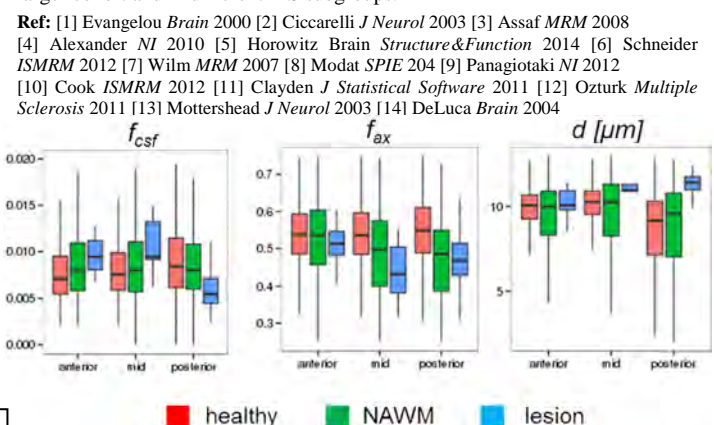 Ref: [1] Evangelou Brain 2000 [2] Ciccarelli J Neurol 2003 [3] Assaf MRM 2008
[4] Alexander NI 2010 [5] Horowitz Brain Structure&Function 2014 [6] Schneider
ISMRM 2012 [7] Wilm MRM 2007 [8] Modat SPIE 204 [9] Panagiotaki NI 2012
[10] Cook ISMRM 2012 [11] Clayden J Statistical Software 2011 [12] Ozturk Multiple
Sclerosis 2011 [13] Mottershead J Neurol 2003 [14] DeLuca Brain 2004
fcsf fax d [µm]
0.020
0.015
0.010
0.005
0.000
0.7
0.6
0.5
0.4
0.3
10
5
anterior mid posterior anterior mid posterior anterior mid posterior
healthy NAWM lesion